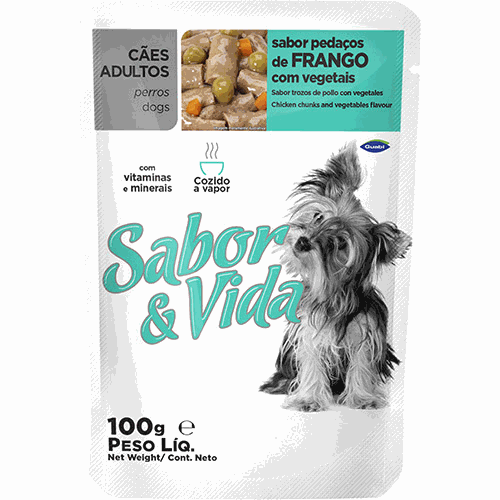 CÃES
ADULTOS
perros
dogs
sabor pedaços
de FRANGO
com vegetais
Sabor trozos de pollo con vegetales
Chicken chunks and vegetables flavour
Guabi
com
vitaminas
e minerais
Cozido
a vapor
Sabor
& Vida
100g ℮
PESO LÍQ.
Net Weight/ Cont. Neto